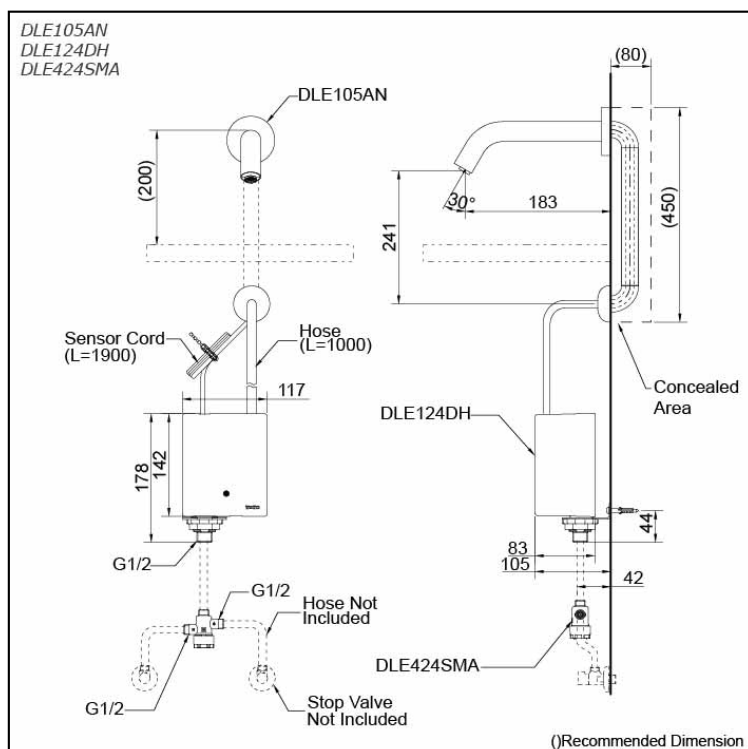 DLE105AN
DLE124DH
DLE424SMA
DLE105AN
(80)
(200)
30°
183
241
(450)
Sensor Cord
(L=1900)
Hose
(L=1000)
117
Concealed
Area
DLE124DH
178
142
44
G1/2
83
105
42
G1/2
Hose Not
Included
DLE424SMA
G1/2
Stop Valve
Not Included
()Recommended Dimension